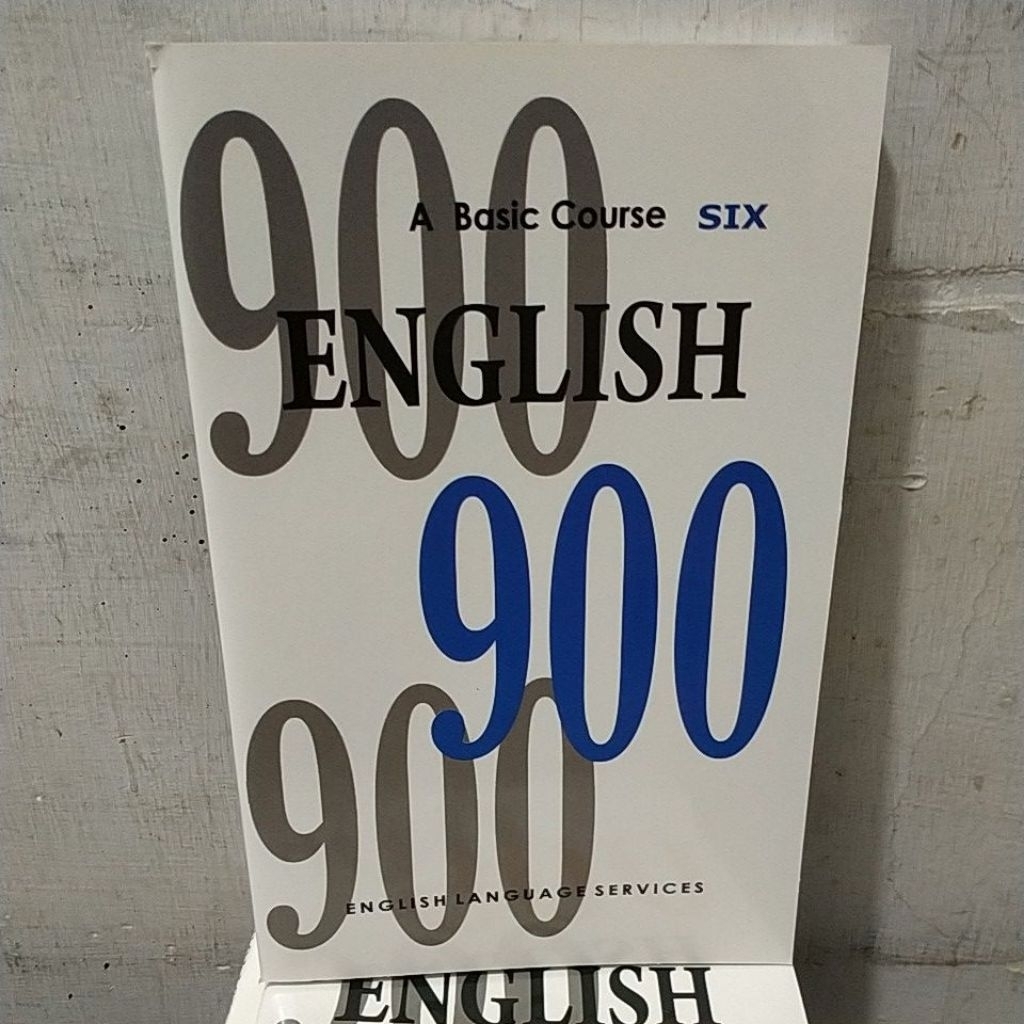 900
A Basic Course SIX
ENGLISH
900
900
ENGLISH LANGUAGE SERVICES
ENGLISH